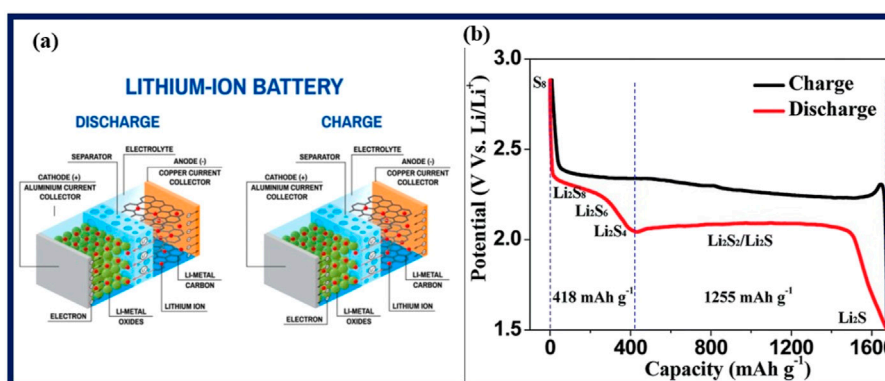 (a)
LITHIUM-ION BATTERY
DISCHARGE
CHARGE
ELECTROLYTE
SEPARATOR
ANODE (-)
COPPER CURRENT
COLLECTOR
CATHODE (+)
ALUMINIUM CURRENT
COLLECTOR
LI-METAL
CARBON
LITHIUM ION
LI-METAL
OXIDES
ELECTRON
ELECTROLYTE
SEPARATOR
ANODE (-)
COPPER CURRENT
COLLECTOR
CATHODE (+)
ALUMINIUM CURRENT
COLLECTOR
LI-METAL
CARBON
LITHIUM ION
LI-METAL
OXIDES
ELECTRON
(b)
3.0
2.5
2.0
1.5
Potential (V Vs. Li/Li⁺)
S₈
Charge
Discharge
Li₂S₈
Li₂S₆
Li₂S₄
Li₂S₂/Li₂S
418 mAh g⁻¹
1255 mAh g⁻¹
Li₂S
0 400 800 1200 1600
Capacity (mAh g⁻¹)